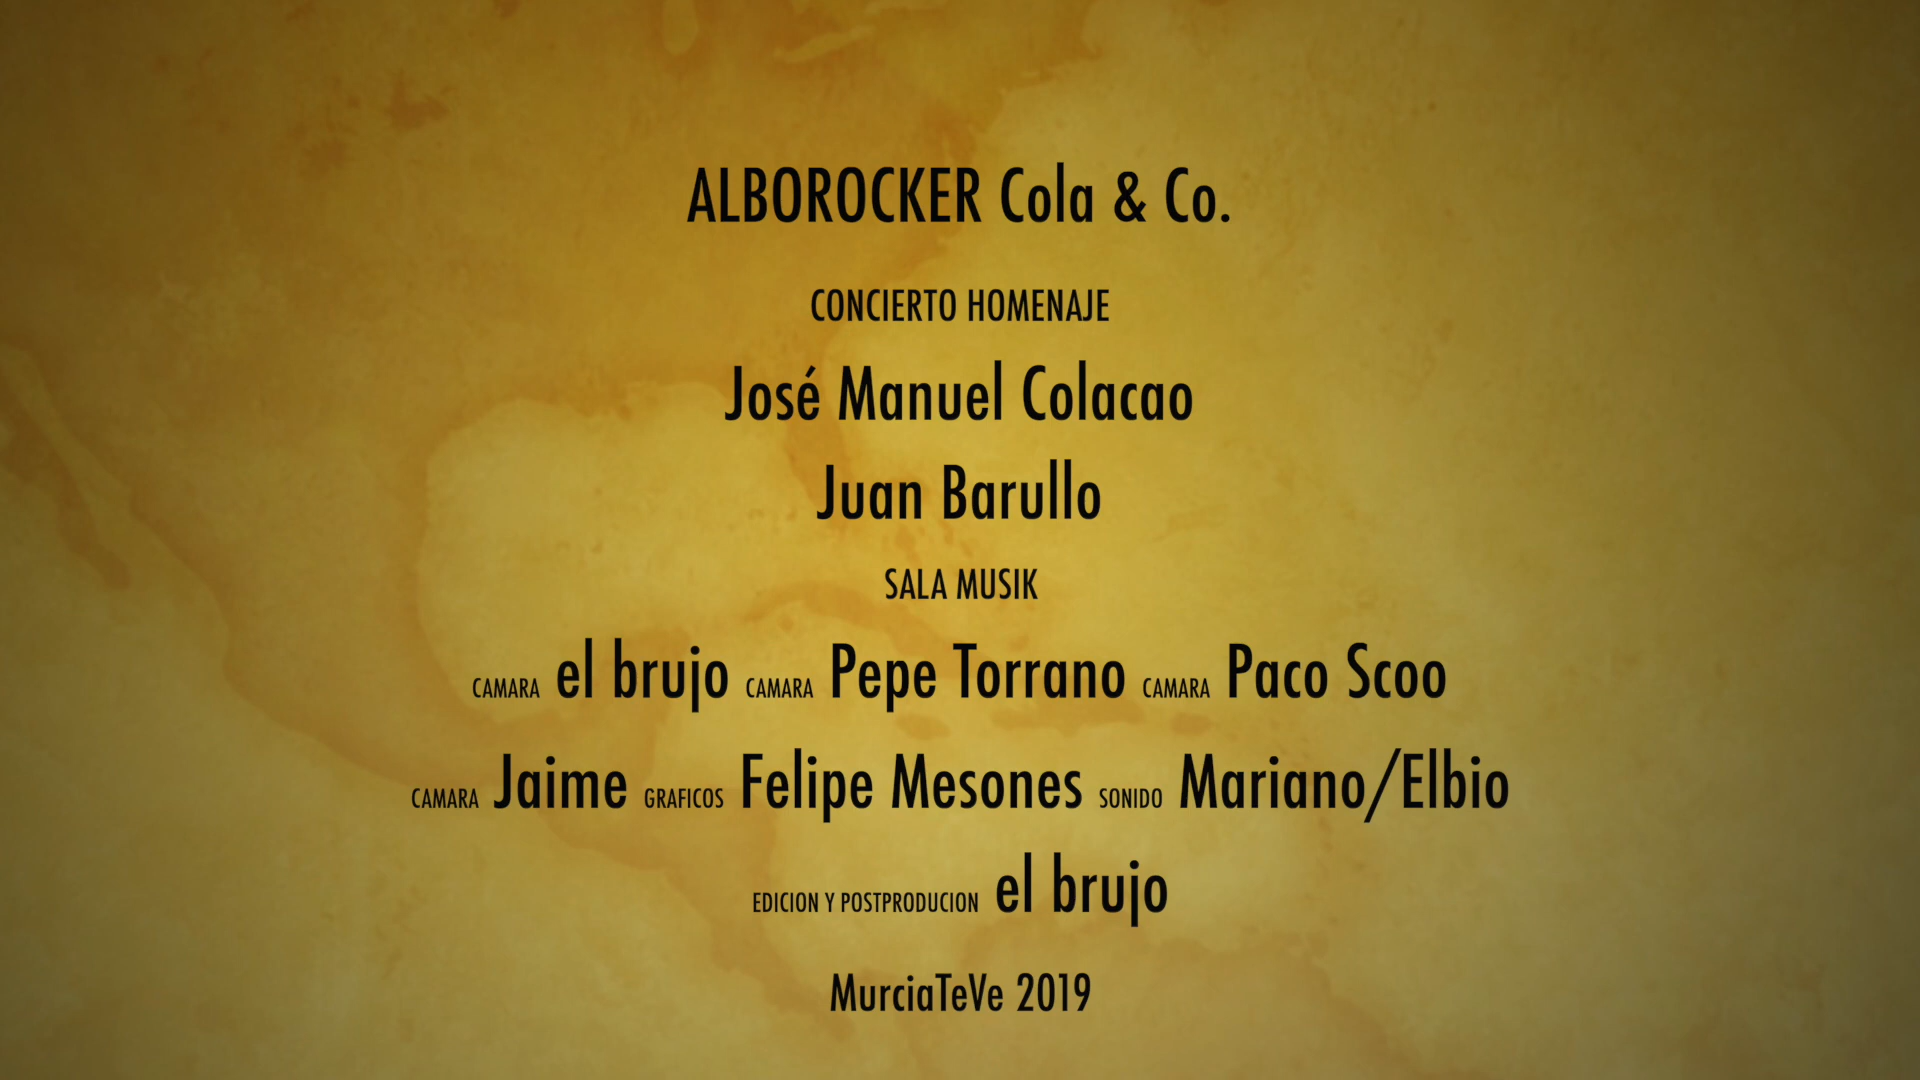 ALBOROCKER Cola & Co.
CONCIERTO HOMENAJE
José Manuel Colacao
Juan Barullo
SALA MUSIK
CAMARA el brujo CAMARA Pepe Torrano CAMARA Paco Scoo
CAMARA Jaime GRAFICOS Felipe Mesones SONIDO Mariano/Elbio
EDICION Y POSTPRODUCION el brujo
MurciaTeVe 2019